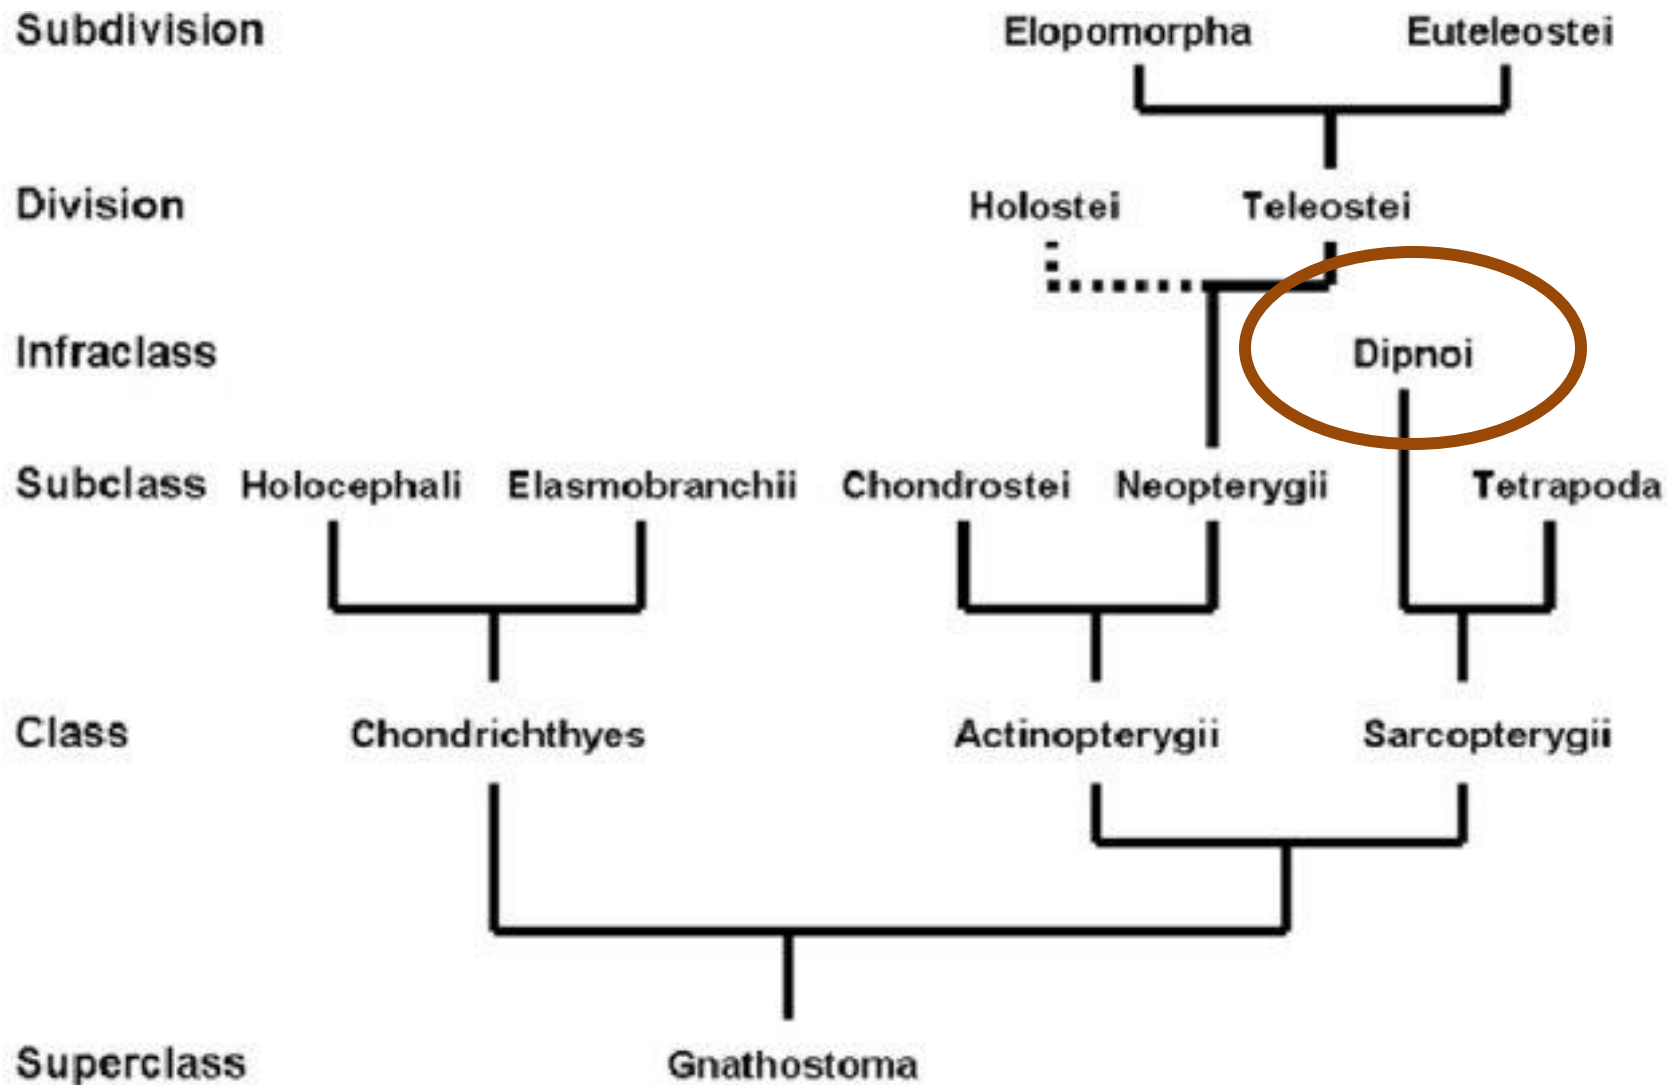 Subdivision Elopomorpha Euteleostei
Division Holostei Teleostei
Infraclass Dipnoi
Subclass Holocephali Elasmobranchii Chondrostei Neopterygii Tetrapoda
Class Chondrichthyes Actinopterygii Sarcopterygii
Superclass Gnathostoma